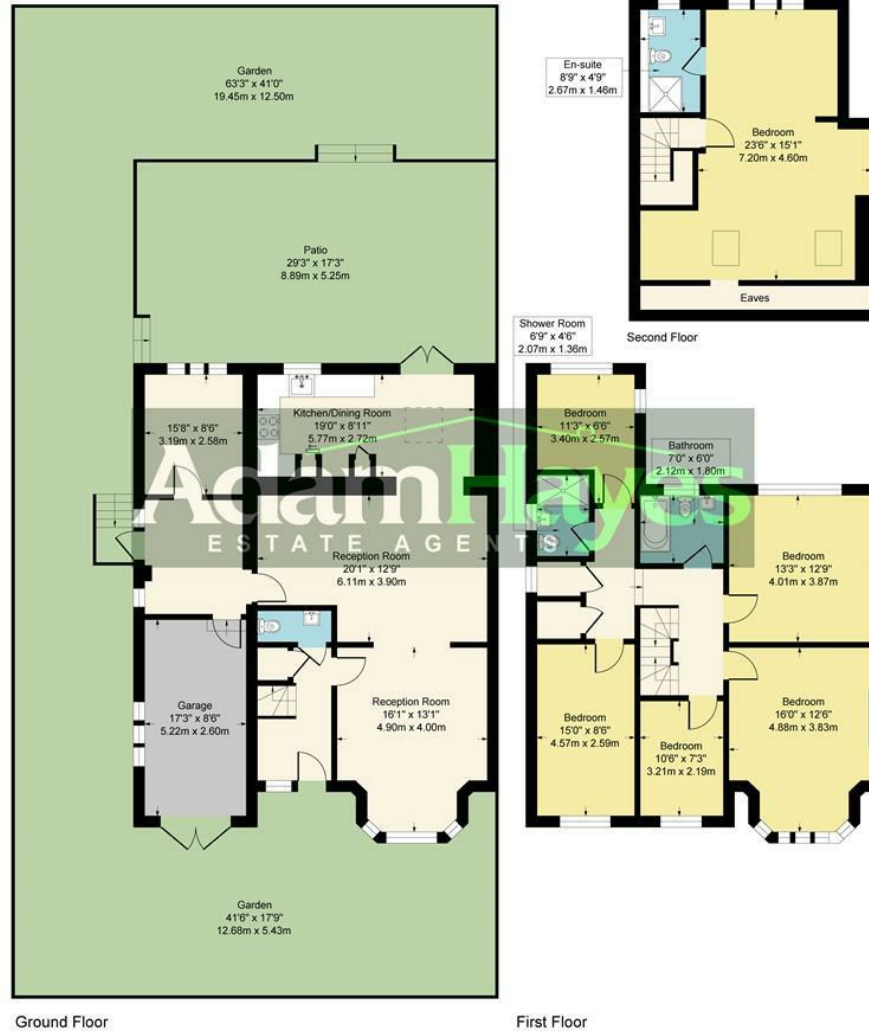 Garden
63'3" x 41'0"
19.45m x 12.50m
Patio
29'3" x 17'3"
8.89m x 5.25m
15'8" x 8'6"
3.19m x 2.58m
Kitchen/Dining Room
19'0" x 8'11"
5.77m x 2.72m
Reception Room
20'1" x 12'9"
6.11m x 3.90m
Garage
17'3" x 8'6"
5.22m x 2.60m
Reception Room
16'1" x 13'1"
4.90m x 4.00m
Garden
41'6" x 17'9"
12.68m x 5.43m
Ground Floor
En-suite
8'9" x 4'9"
2.67m x 1.46m
Bedroom
23'6" x 15'1"
7.20m x 4.60m
Eaves
Second Floor
Shower Room
6'9" x 4'6"
2.07m x 1.36m
Bedroom
11'3" x 6'6"
3.40m x 2.57m
Bathroom
7'0" x 6'0"
2.12m x 1.80m
Bedroom
13'3" x 12'9"
4.01m x 3.87m
Bedroom
15'0" x 8'6"
4.57m x 2.59m
Bedroom
10'6" x 7'3"
3.21m x 2.19m
Bedroom
16'0" x 12'6"
4.88m x 3.83m
First Floor
AdamHayes
ESTATE AGENTS